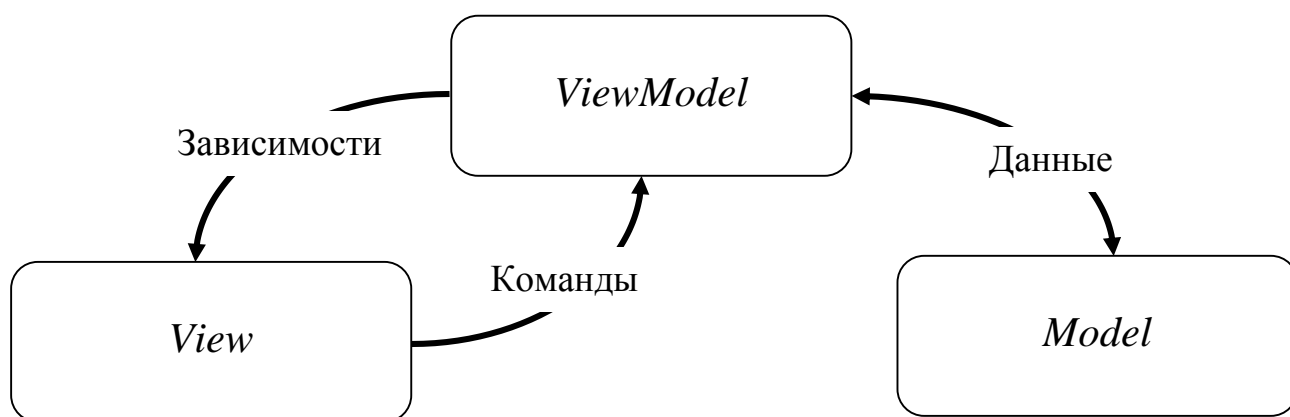 ViewModel
Зависимости
Данные
Команды
View
Model